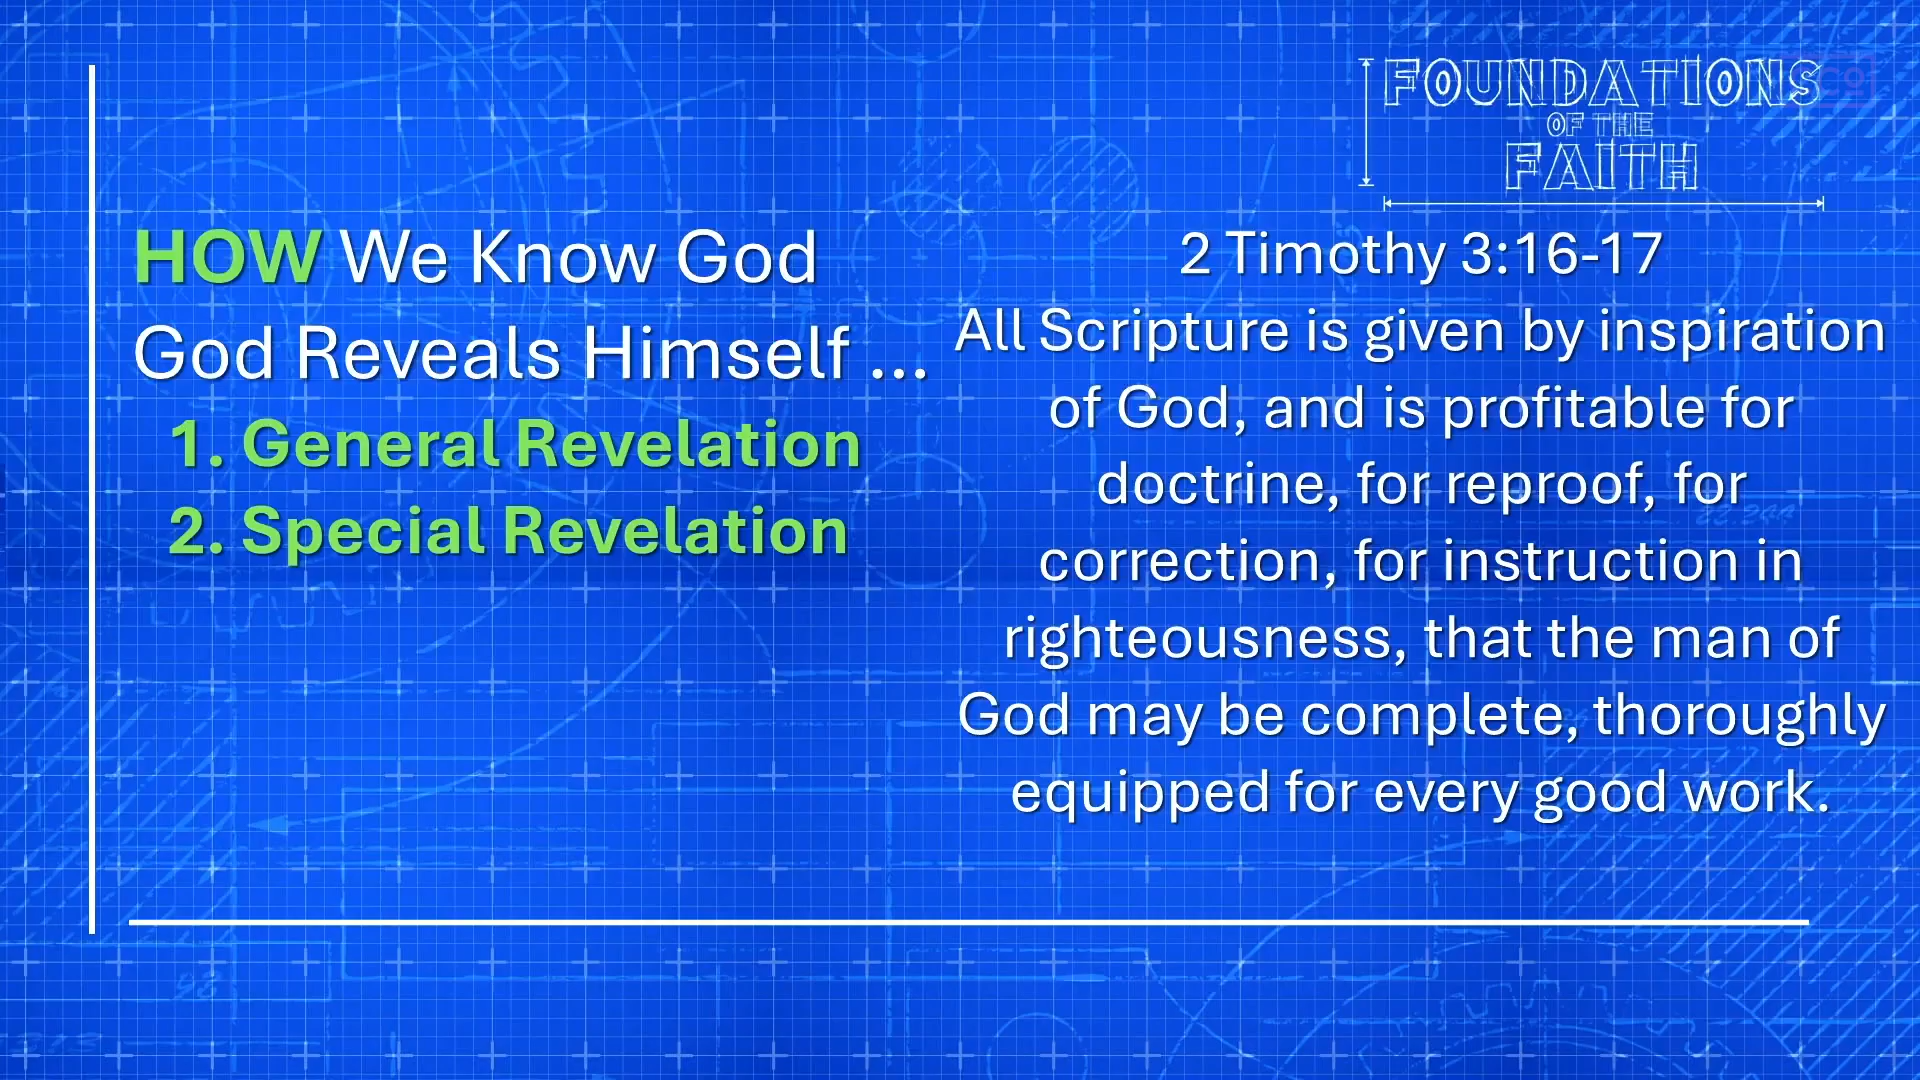 FOUNDATIONS
OF THE
FAITH
HOW We Know God
God Reveals Himself ...
1. General Revelation
2. Special Revelation
2 Timothy 3:16-17
All Scripture is given by inspiration
of God, and is profitable for
doctrine, for reproof, for
correction, for instruction in
righteousness, that the man of
God may be complete, thoroughly
equipped for every good work.
98